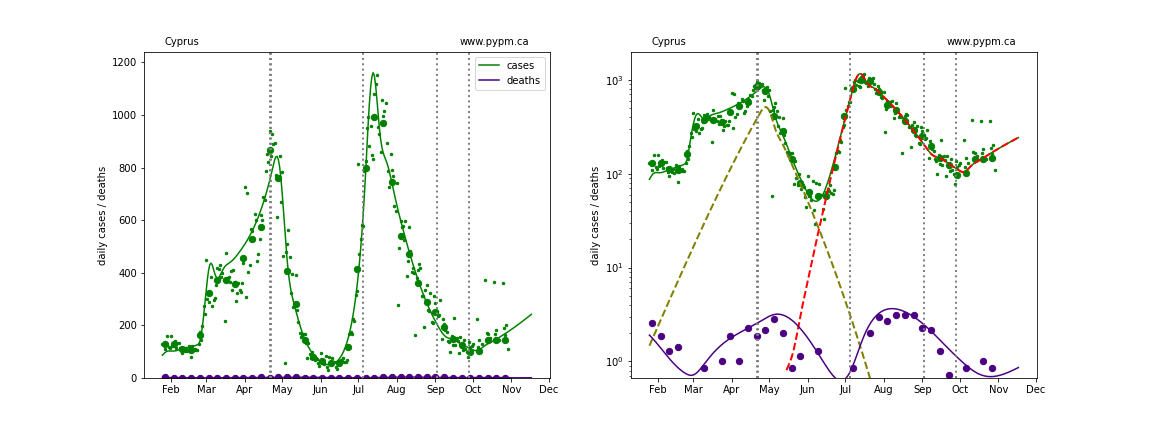 Cyprus www.pypm.ca
cases
deaths
daily cases / deaths
1200
1000
800
600
400
200
0
Feb Mar Apr May Jun Jul Aug Sep Oct Nov Dec
Cyprus www.pypm.ca
daily cases / deaths
10³
10²
10¹
10⁰
Feb Mar Apr May Jun Jul Aug Sep Oct Nov Dec